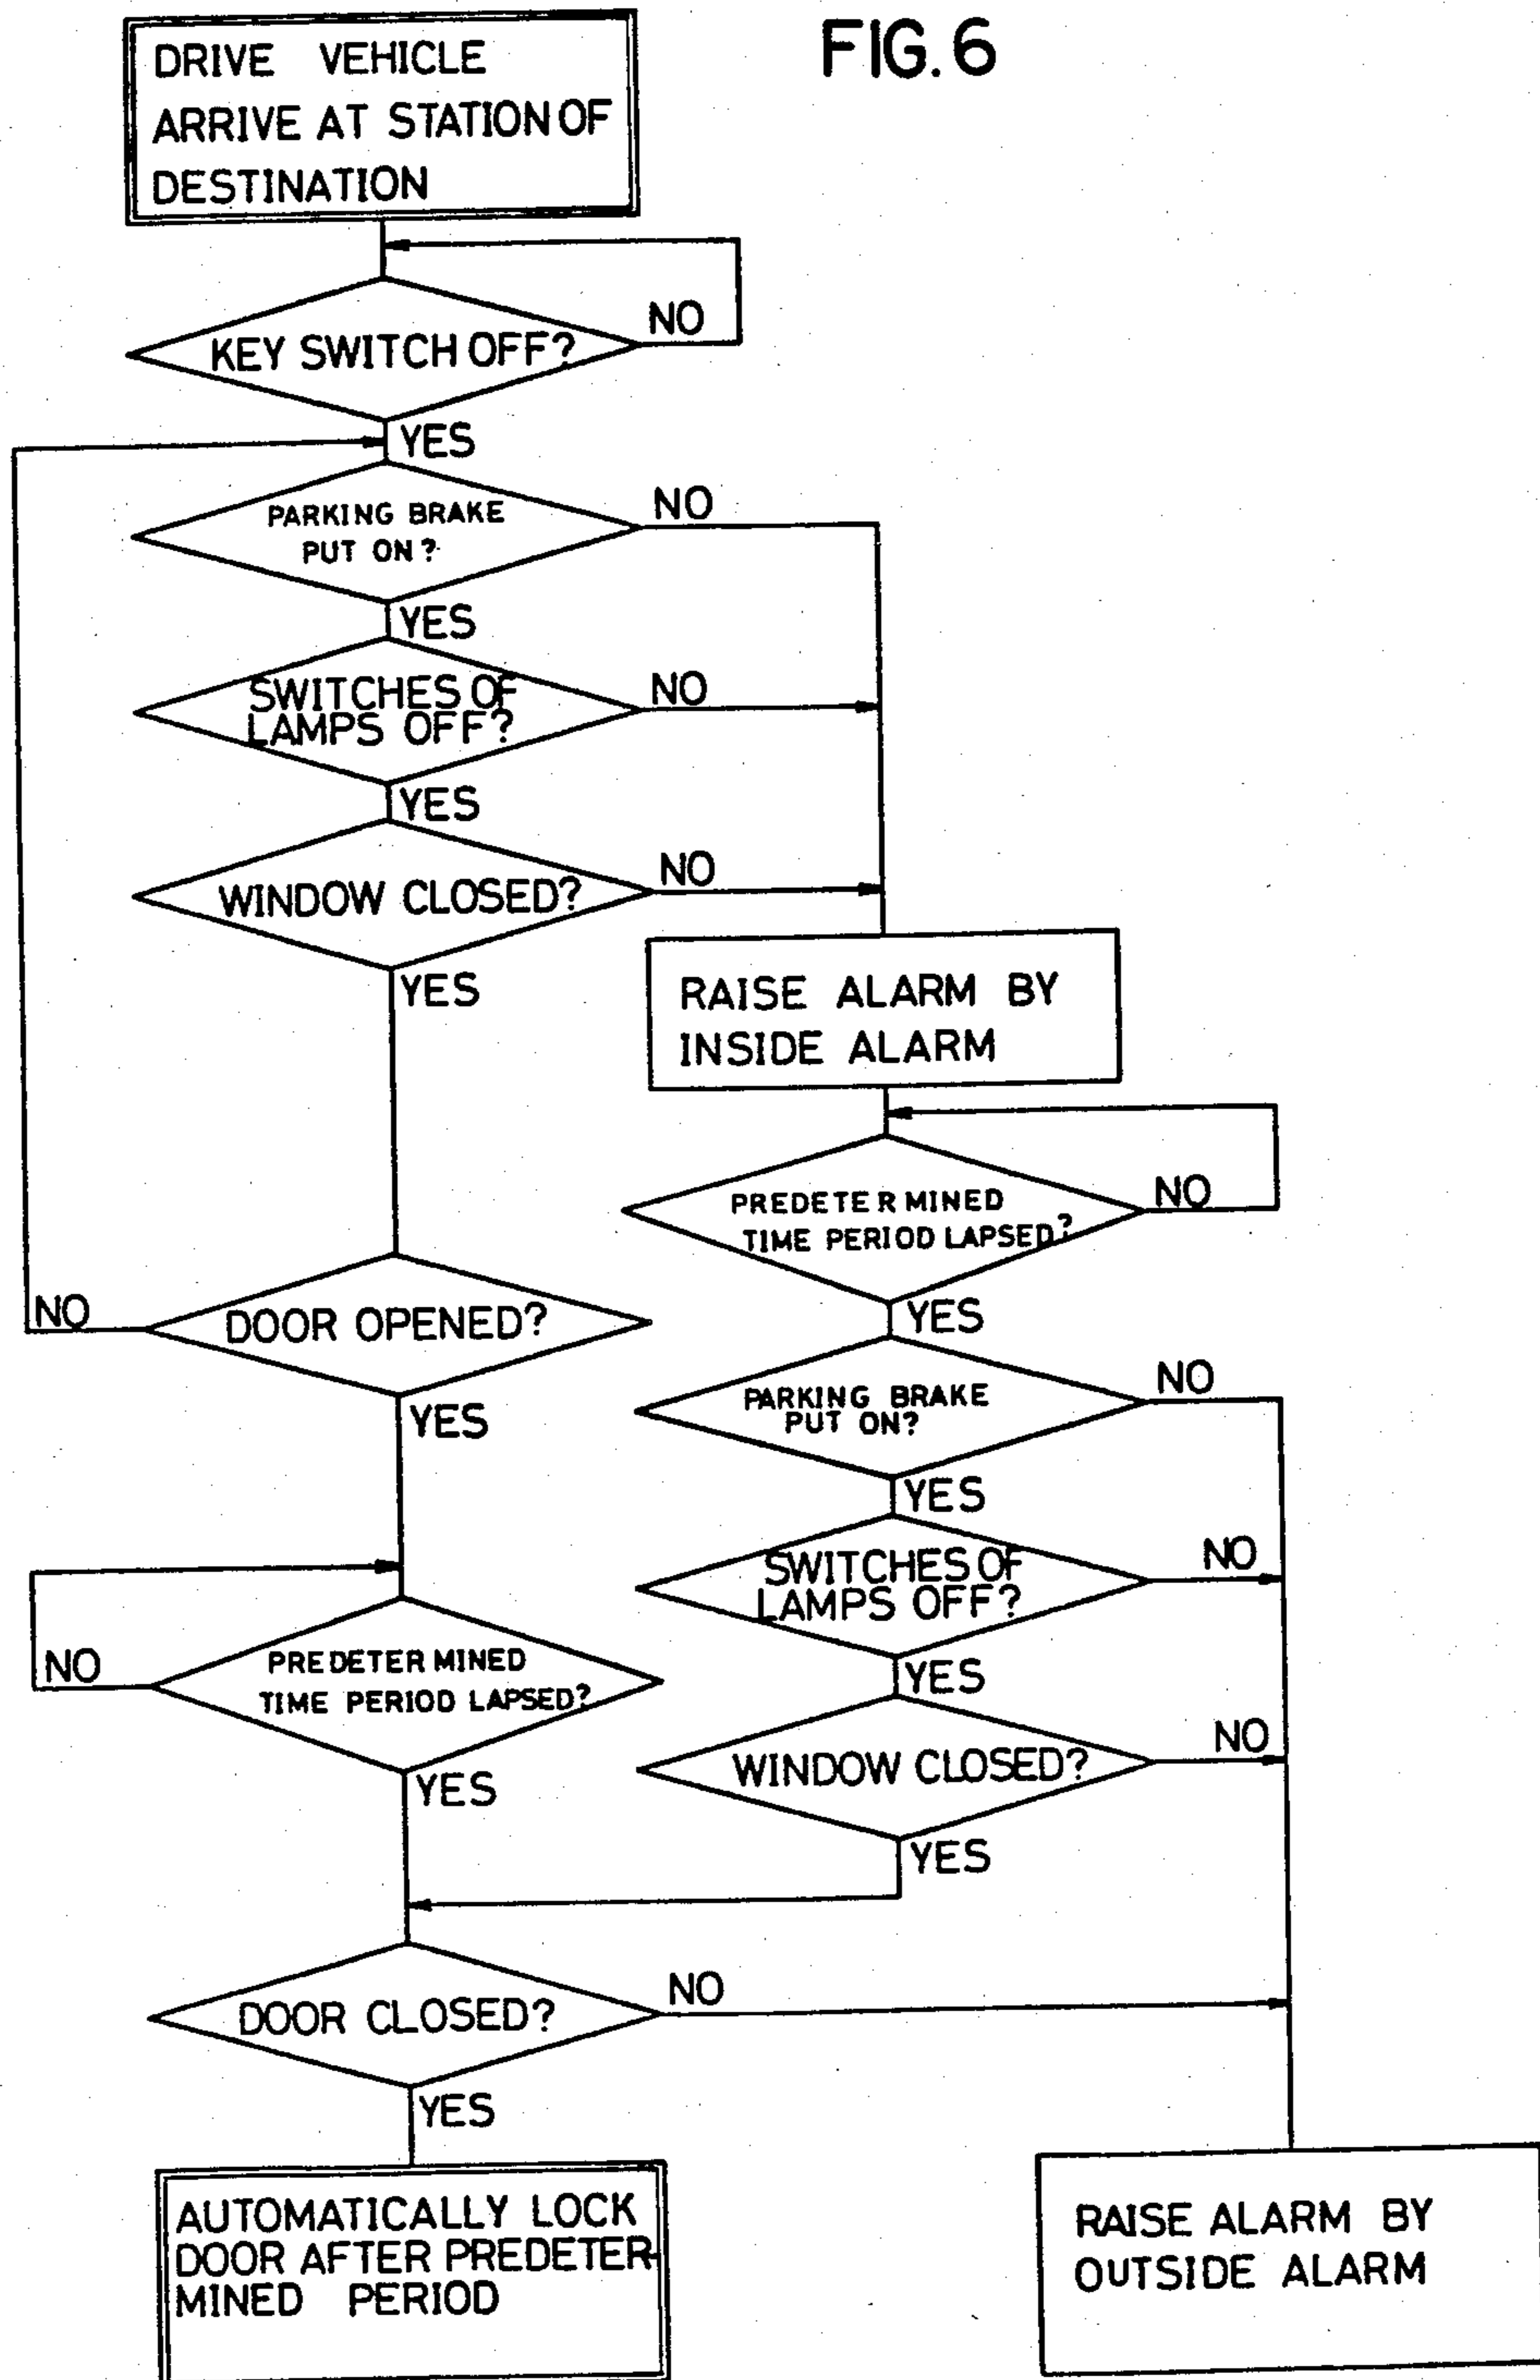 FIG. 6
DRIVE VEHICLE
ARRIVE AT STATION OF
DESTINATION
NO
KEY SWITCH OFF?
YES
PARKING BRAKE
PUT ON?
NO
YES
SWITCHES OF
LAMPS OFF?
NO
YES
WINDOW CLOSED?
NO
YES
RAISE ALARM BY
INSIDE ALARM
PREDETERMINED
TIME PERIOD LAPSED?
NO
YES
NO
DOOR OPENED?
YES
PARKING BRAKE
PUT ON?
NO
YES
SWITCHES OF
LAMPS OFF?
NO
YES
NO
PREDETERMINED
TIME PERIOD LAPSED?
YES
WINDOW CLOSED?
NO
YES
DOOR CLOSED?
NO
YES
AUTOMATICALLY LOCK
DOOR AFTER PREDETER-
MINED PERIOD
RAISE ALARM BY
OUTSIDE ALARM